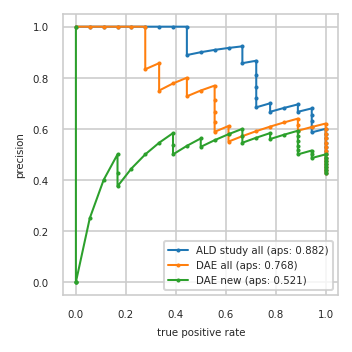 1.0
0.8
0.6
0.4
0.2
0.0
precision
0.0 0.2 0.4 0.6 0.8 1.0
true positive rate
ALD study all (aps: 0.882)
DAE all (aps: 0.768)
DAE new (aps: 0.521)